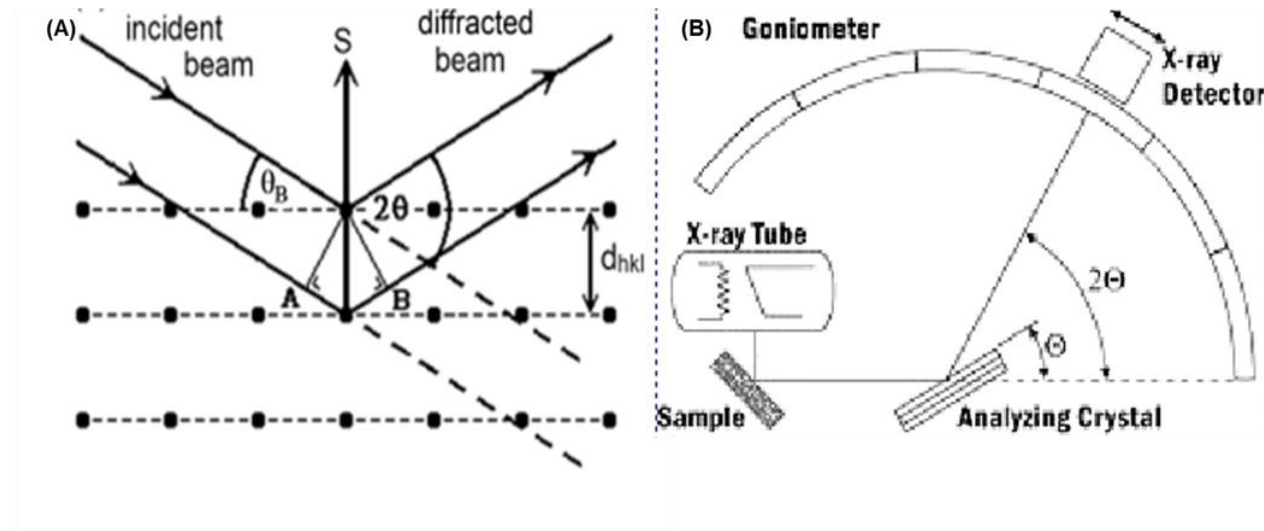 (A)
incident
beam
S
diffracted
beam
θB
2θ
dhkl
A
B
(B) Goniometer
X-ray
Detector
X-ray Tube
2Θ
Θ
Sample
Analyzing Crystal